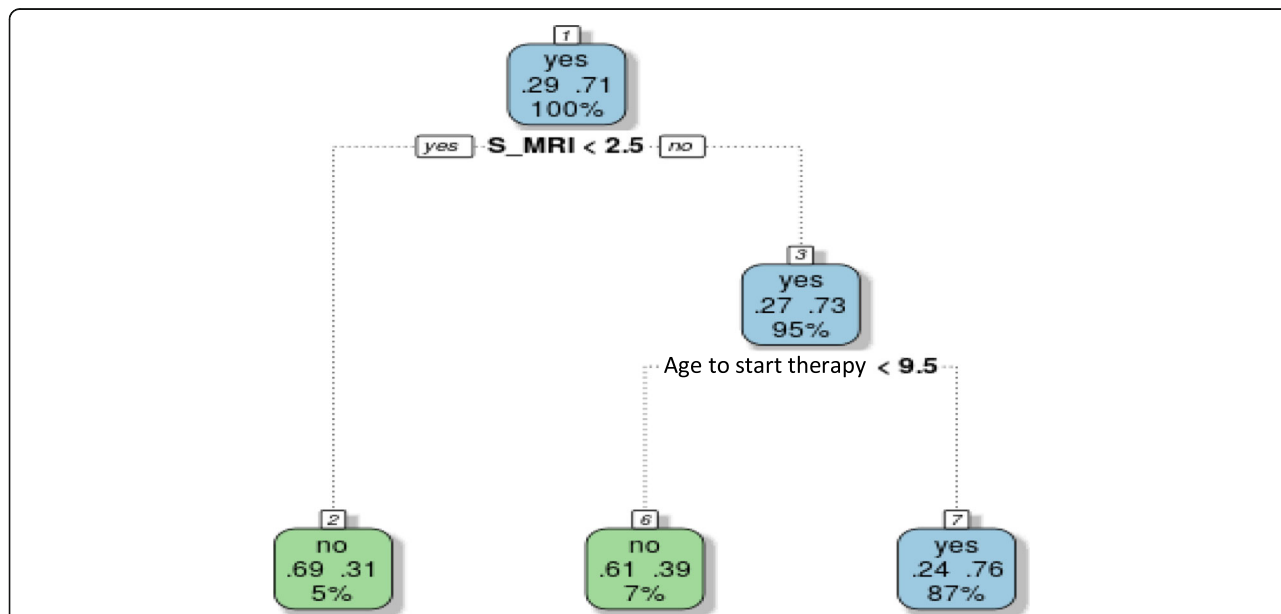 1
yes
.29 .71
100%
yes S_MRI < 2.5 no
3
yes
.27 .73
95%
Age to start therapy < 9.5
2 6 7
no no yes
.69 .31 .61 .39 .24 .76
5% 7% 87%